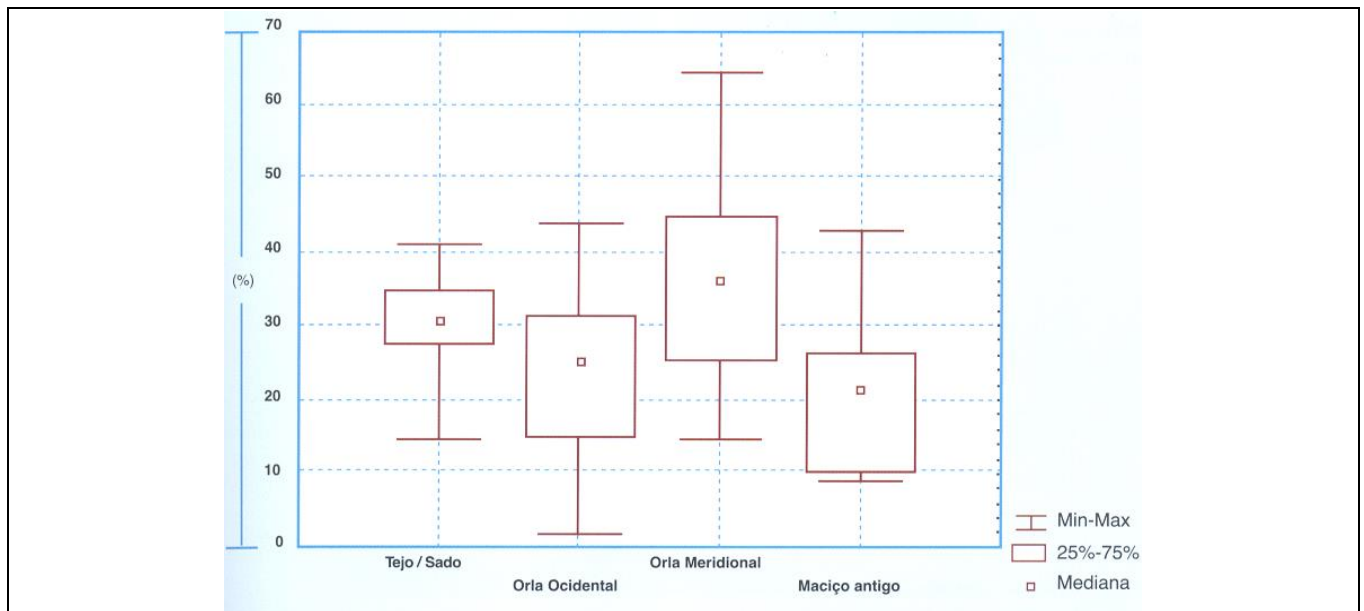 70
60
50
40
(%)
30
20
10
0
Tejo / Sado
Orla Ocidental
Orla Meridional
Maciço antigo
Min-Max
25%-75%
Mediana